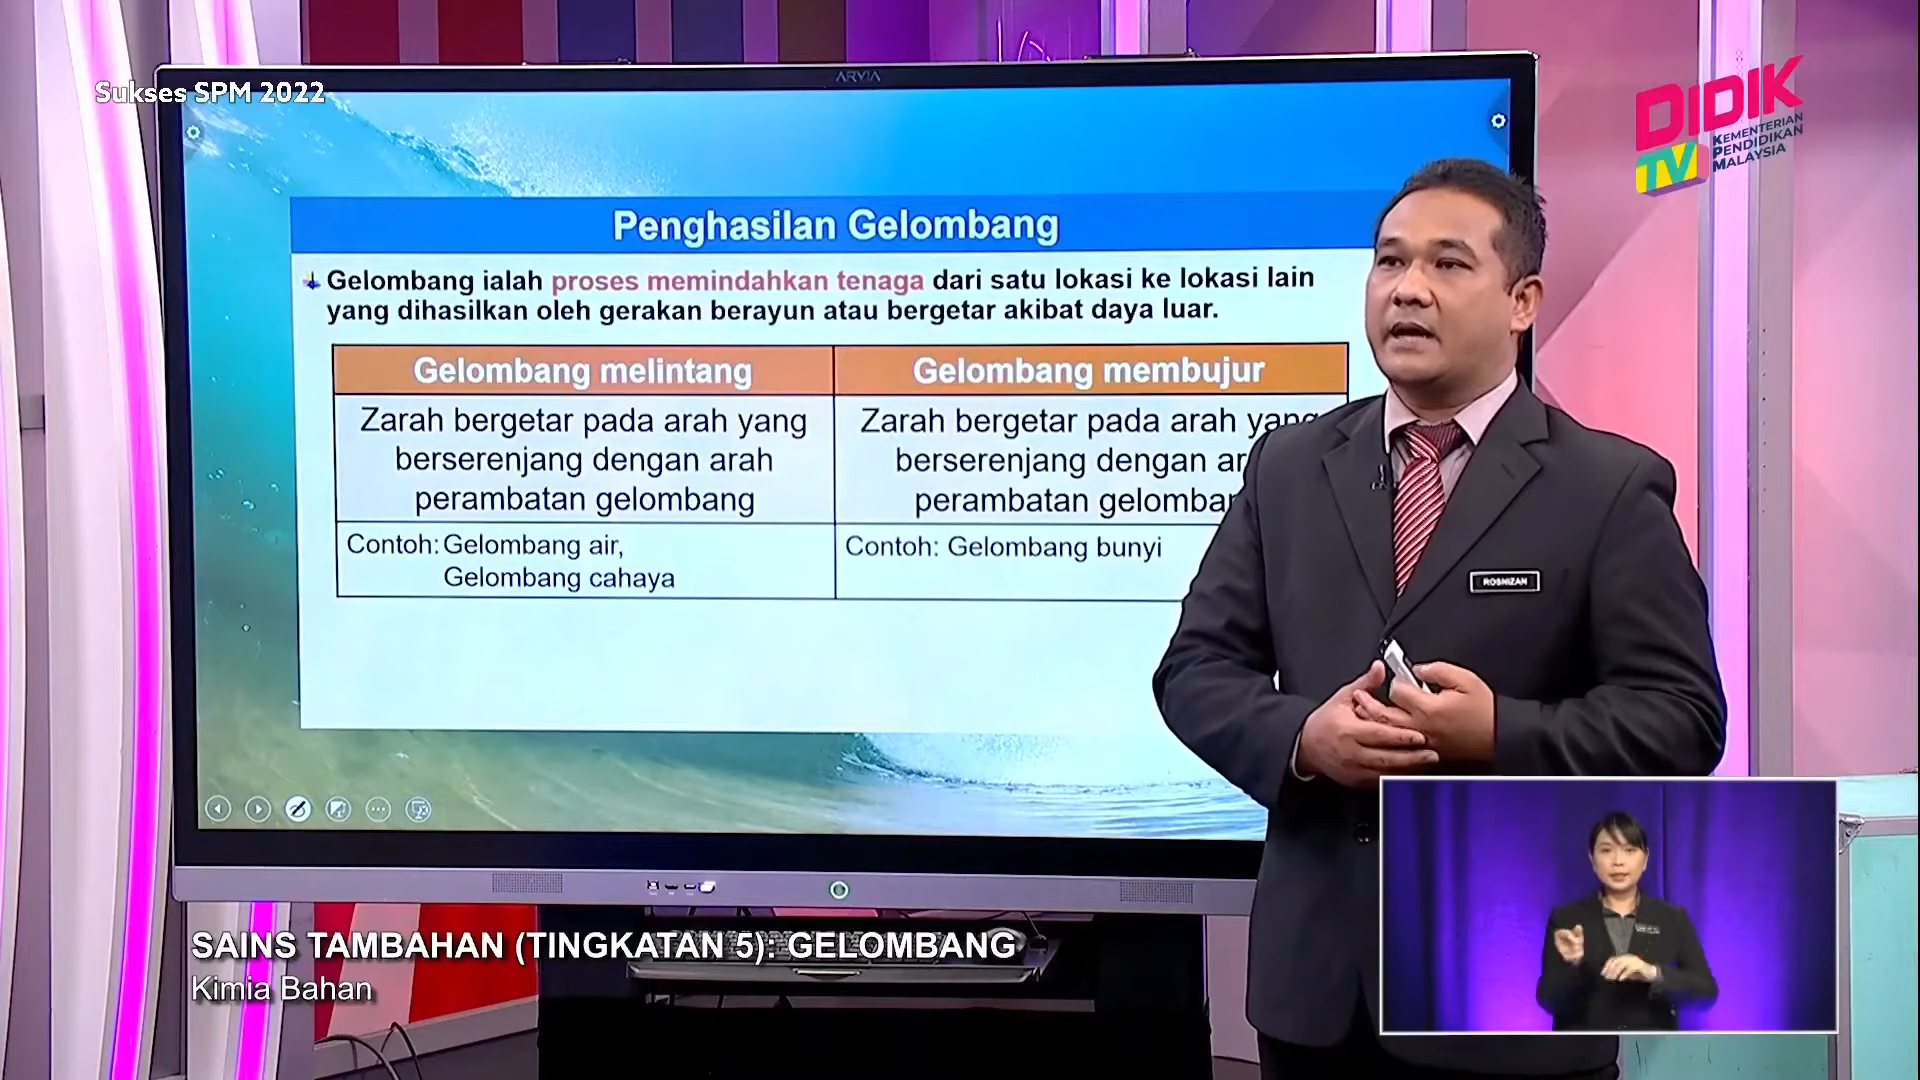 ARVIA
Sukses SPM 2022
DIDIK
TV
KEMENTERIAN
PENDIDIKAN
MALAYSIA
Penghasilan Gelombang
Gelombang ialah proses memindahkan tenaga dari satu lokasi ke lokasi lain
yang dihasilkan oleh gerakan berayun atau bergetar akibat daya luar.
Gelombang melintang
Zarah bergetar pada arah yang
berserenjang dengan arah
perambatan gelombang
Contoh: Gelombang air,
Gelombang cahaya
Gelombang membujur
Zarah bergetar pada arah yang
berserenjang dengan ar
perambatan gelomban
Contoh: Gelombang bunyi
ROSNIZAN
SAINS TAMBAHAN (TINGKATAN 5): GELOMBANG
Kimia Bahan